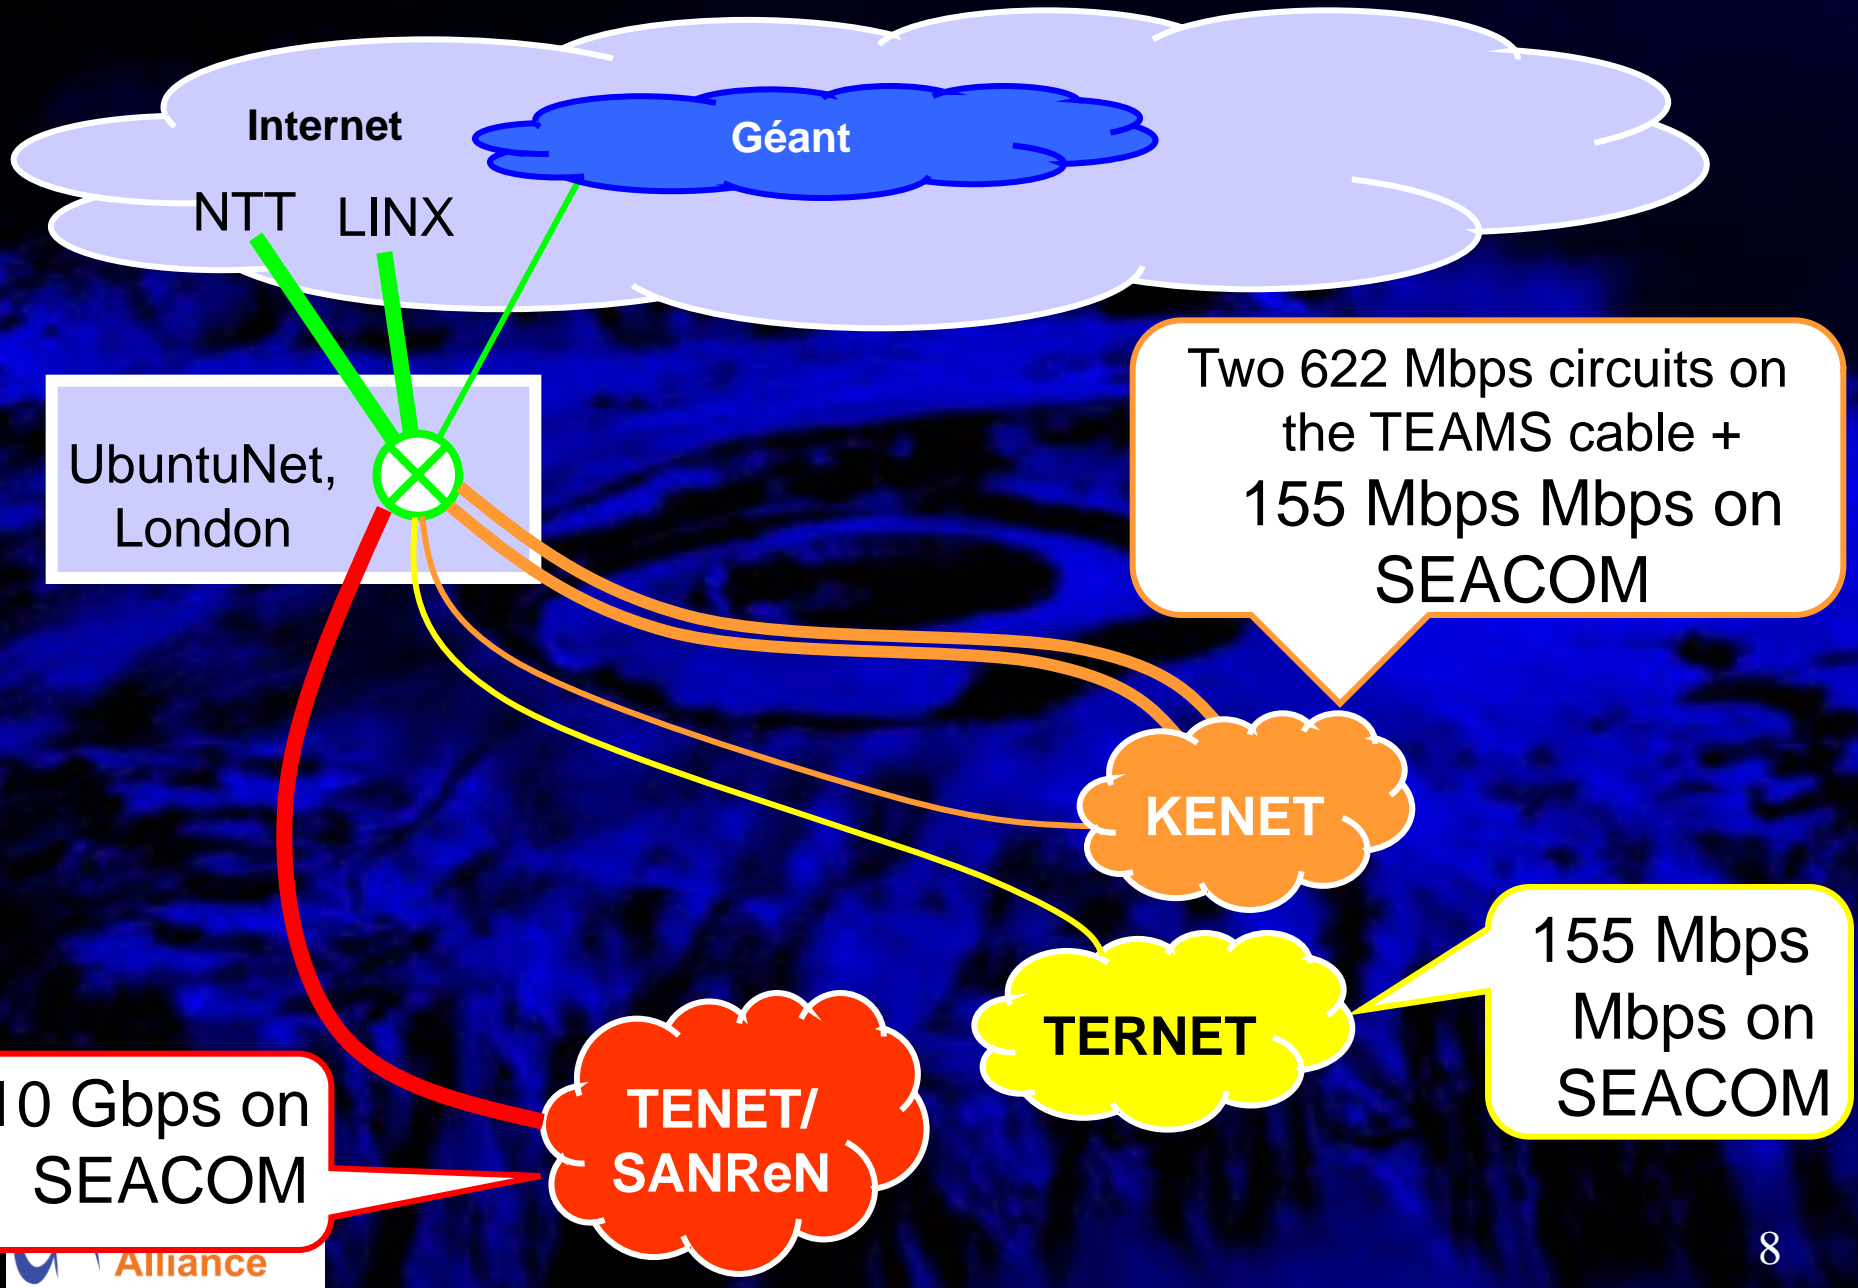 Internet
Géant
NTT LINX
UbuntuNet,
London
Two 622 Mbps circuits on
the TEAMS cable +
155 Mbps Mbps on
SEACOM
KENET
155 Mbps
Mbps on
SEACOM
TERNET
10 Gbps on
SEACOM
TENET/
SANReN
Alliance
8